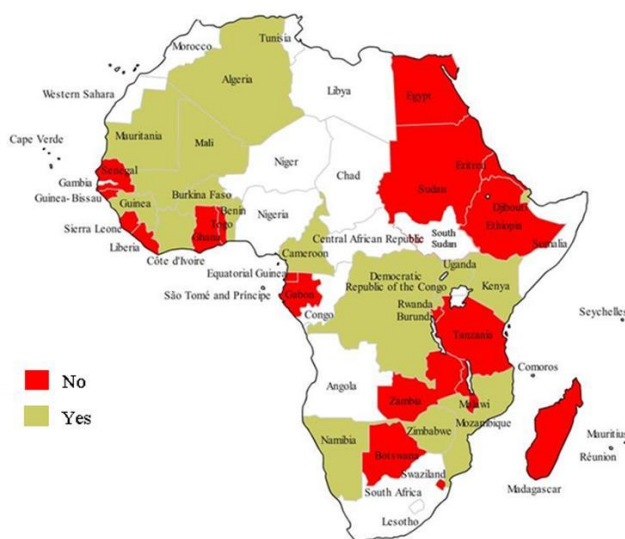 Morocco
Tunisia
Algeria
Libya
Egypt
Western Sahara
Cape Verde
Mauritania
Mali
Niger
Chad
Sudan
Eritrea
Senegal
Gambia
Guinea-Bissau
Guinea
Burkina Faso
Benin
Togo
Ghana
Nigeria
Djibouti
Ethiopia
Somalia
Sierra Leone
Liberia
Côte d'Ivoire
Cameroon
Central African Republic
South
Sudan
Equatorial Guinea
São Tomé and Príncipe
Gabon
Congo
Democratic
Republic of the Congo
Uganda
Kenya
Rwanda
Burundi
Tanzania
Seychelles
Comoros
Angola
Zambia
Malawi
Mozambique
Zimbabwe
Namibia
Botswana
Swaziland
South Africa
Lesotho
Madagascar
Mauritius
Réunion
No
Yes